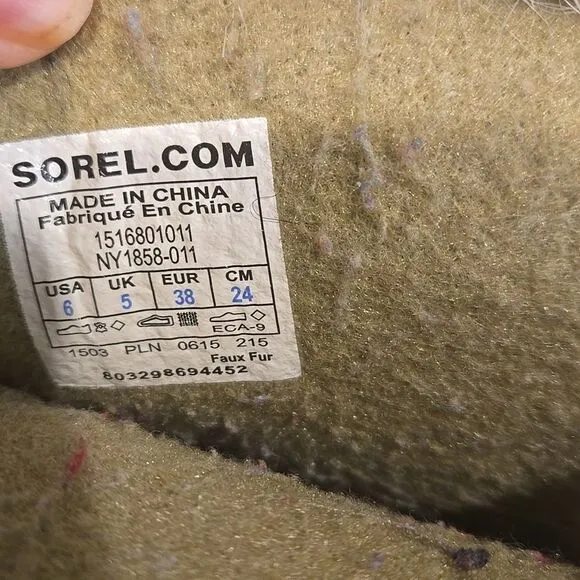 SOREL.COM
MADE IN CHINA
Fabriqué En Chine
1516801011
NY1858-011
USA UK EUR CM
6 5 38 24
ECA-9
1503 PLN 0615 215
Faux Fur
803298694452